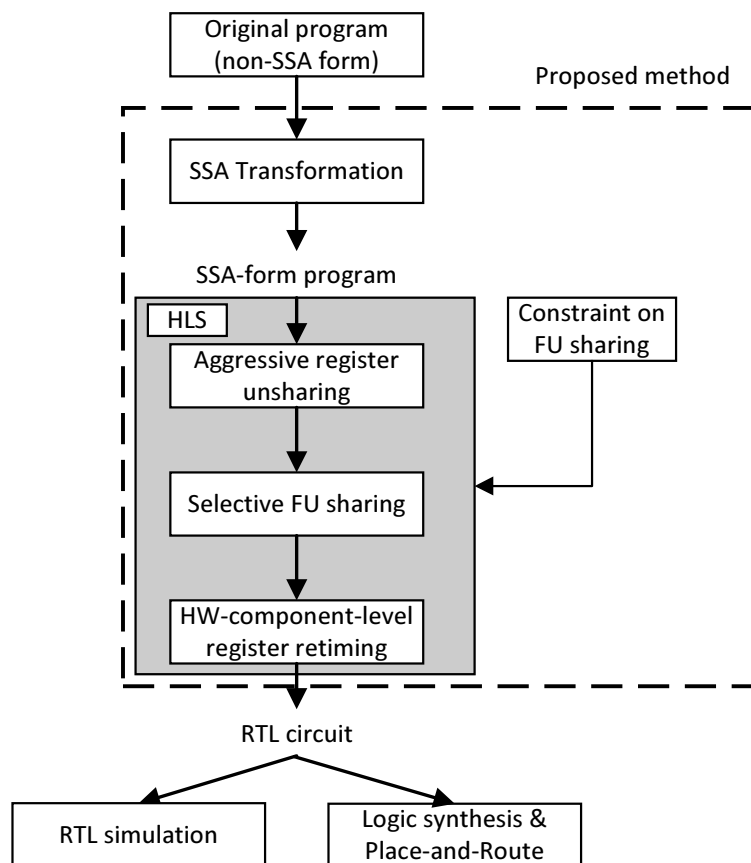 Original program
(non-SSA form)
Proposed method
SSA Transformation
SSA-form program
HLS
Constraint on
FU sharing
Aggressive register
unsharing
Selective FU sharing
HW-component-level
register retiming
RTL circuit
RTL simulation
Logic synthesis &
Place-and-Route